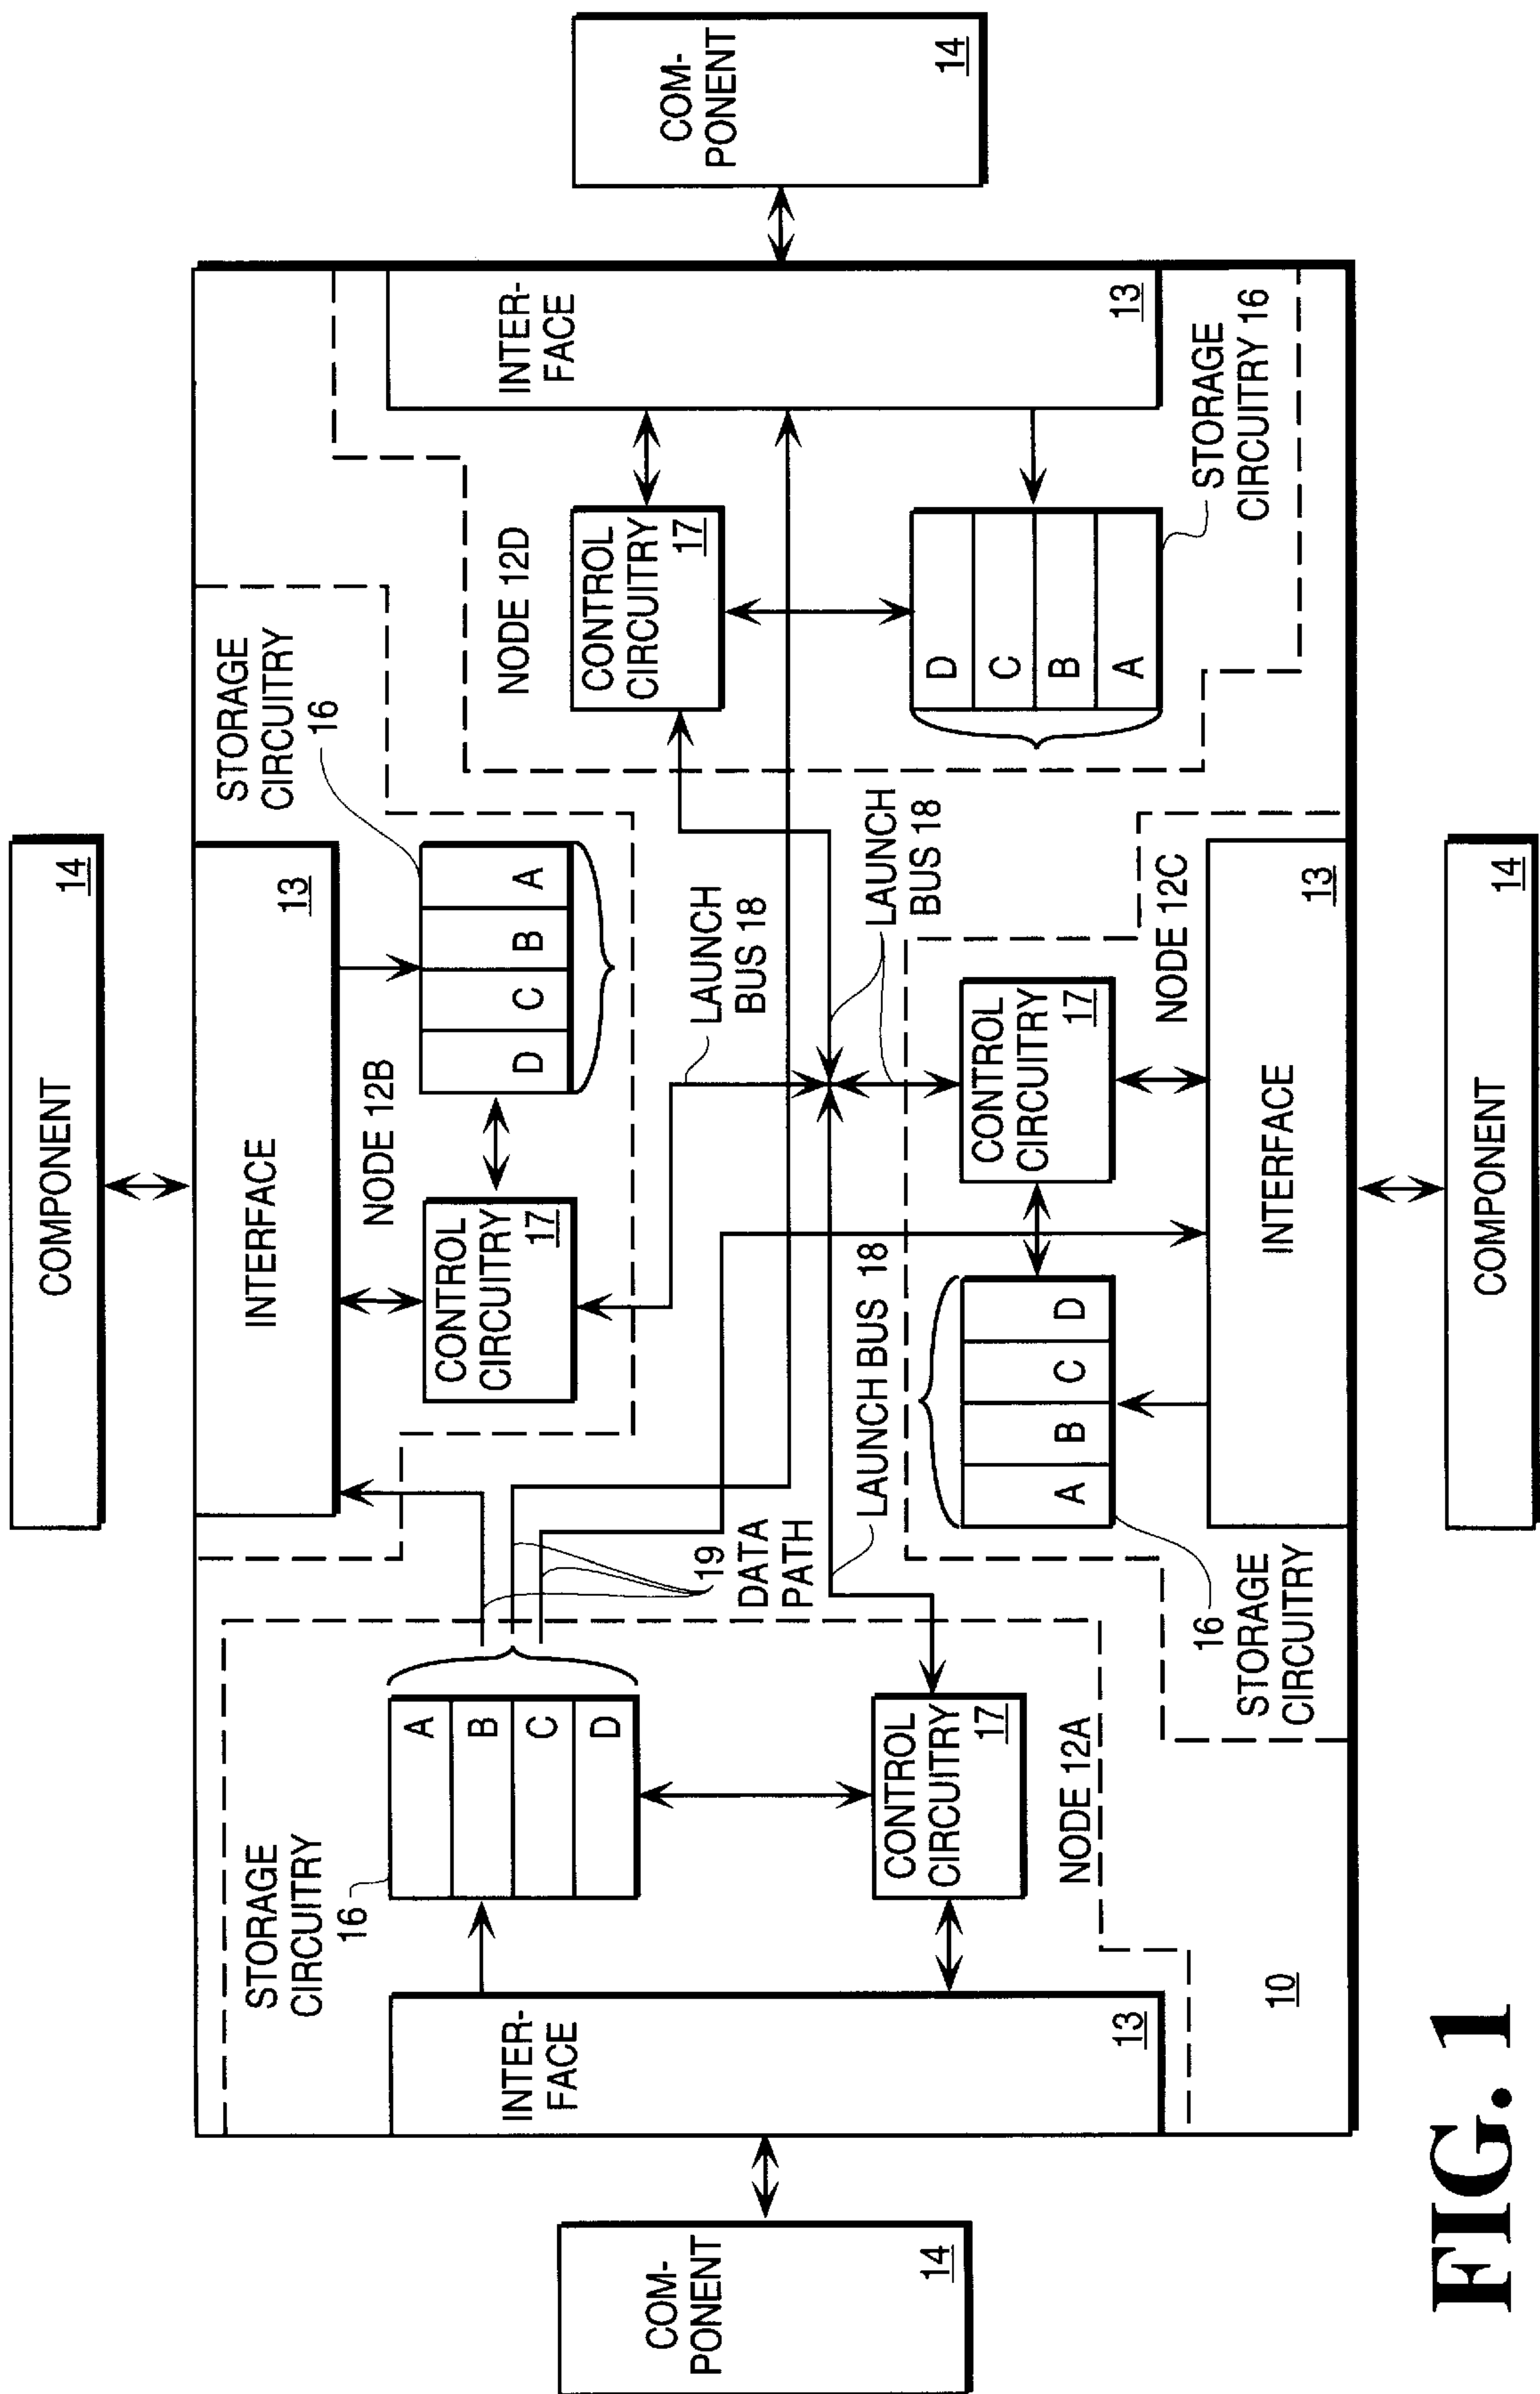 COMPONENT
14
INTERFACE
13
STORAGE
CIRCUITRY
16
NODE 12B
CONTROL
CIRCUITRY
17
D
C
B
A
STORAGE
CIRCUITRY
16
COM-
PONENT
14
INTER-
FACE
13
A
B
C
D
CONTROL
CIRCUITRY
17
NODE 12A
19
DATA
PATH
LAUNCH
BUS 18
LAUNCH BUS 18
LAUNCH
BUS 18
NODE 12D
CONTROL
CIRCUITRY
17
D
C
B
A
STORAGE
CIRCUITRY 16
INTER-
FACE
13
COM-
PONENT
14
A
B
C
D
CONTROL
CIRCUITRY
17
NODE 12C
16
STORAGE
CIRCUITRY
INTERFACE
13
10
COMPONENT
14
FIG. 1